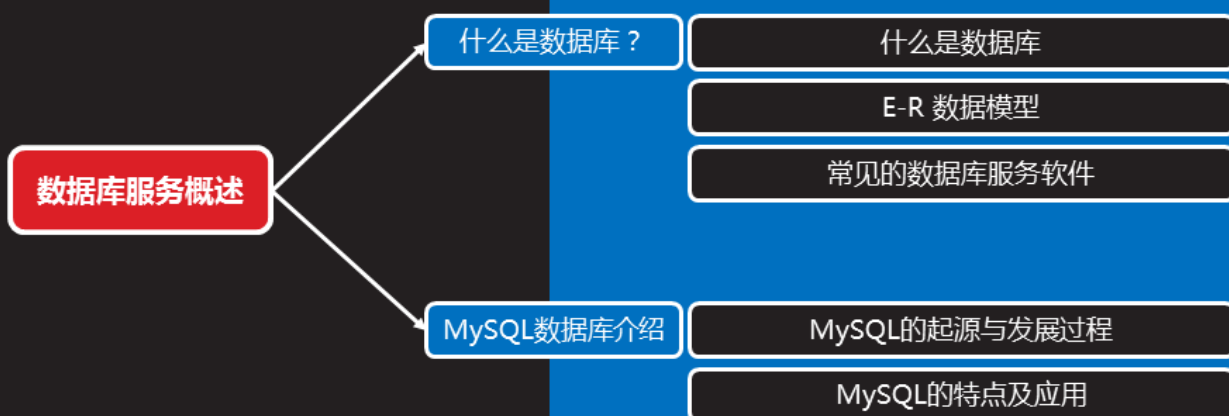 数据库服务概述
什么是数据库？
什么是数据库
E-R 数据模型
常见的数据库服务软件
MySQL数据库介绍
MySQL的起源与发展过程
MySQL的特点及应用